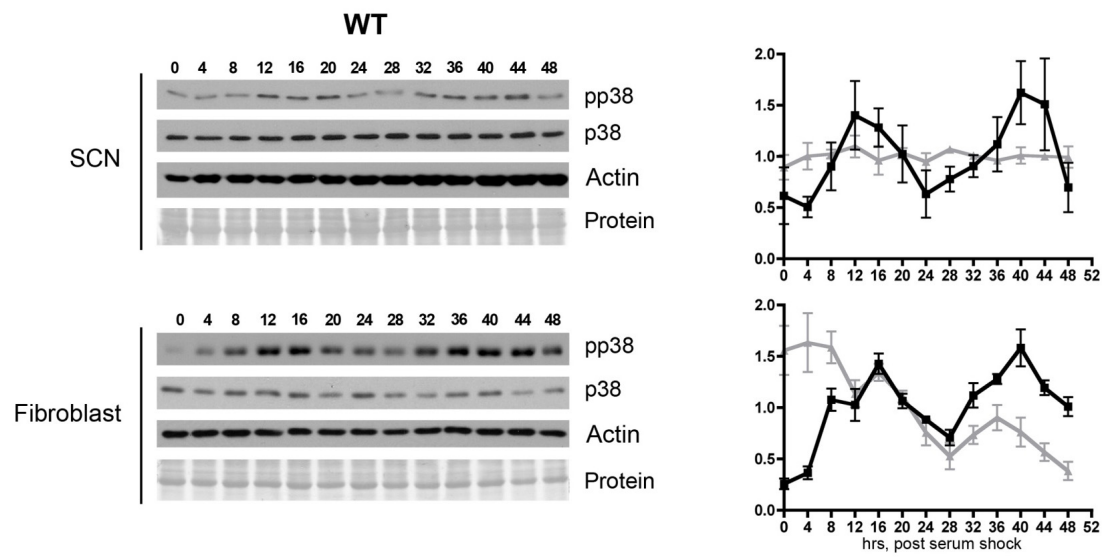 WT
0 4 8 12 16 20 24 28 32 36 40 44 48
pp38
p38
SCN
Actin
Protein
2.0
1.5
1.0
0.5
0.0
0 4 8 12 16 20 24 28 32 36 40 44 48 52
0 4 8 12 16 20 24 28 32 36 40 44 48
pp38
p38
Fibroblast
Actin
Protein
2.0
1.5
1.0
0.5
0.0
0 4 8 12 16 20 24 28 32 36 40 44 48 52
hrs, post serum shock